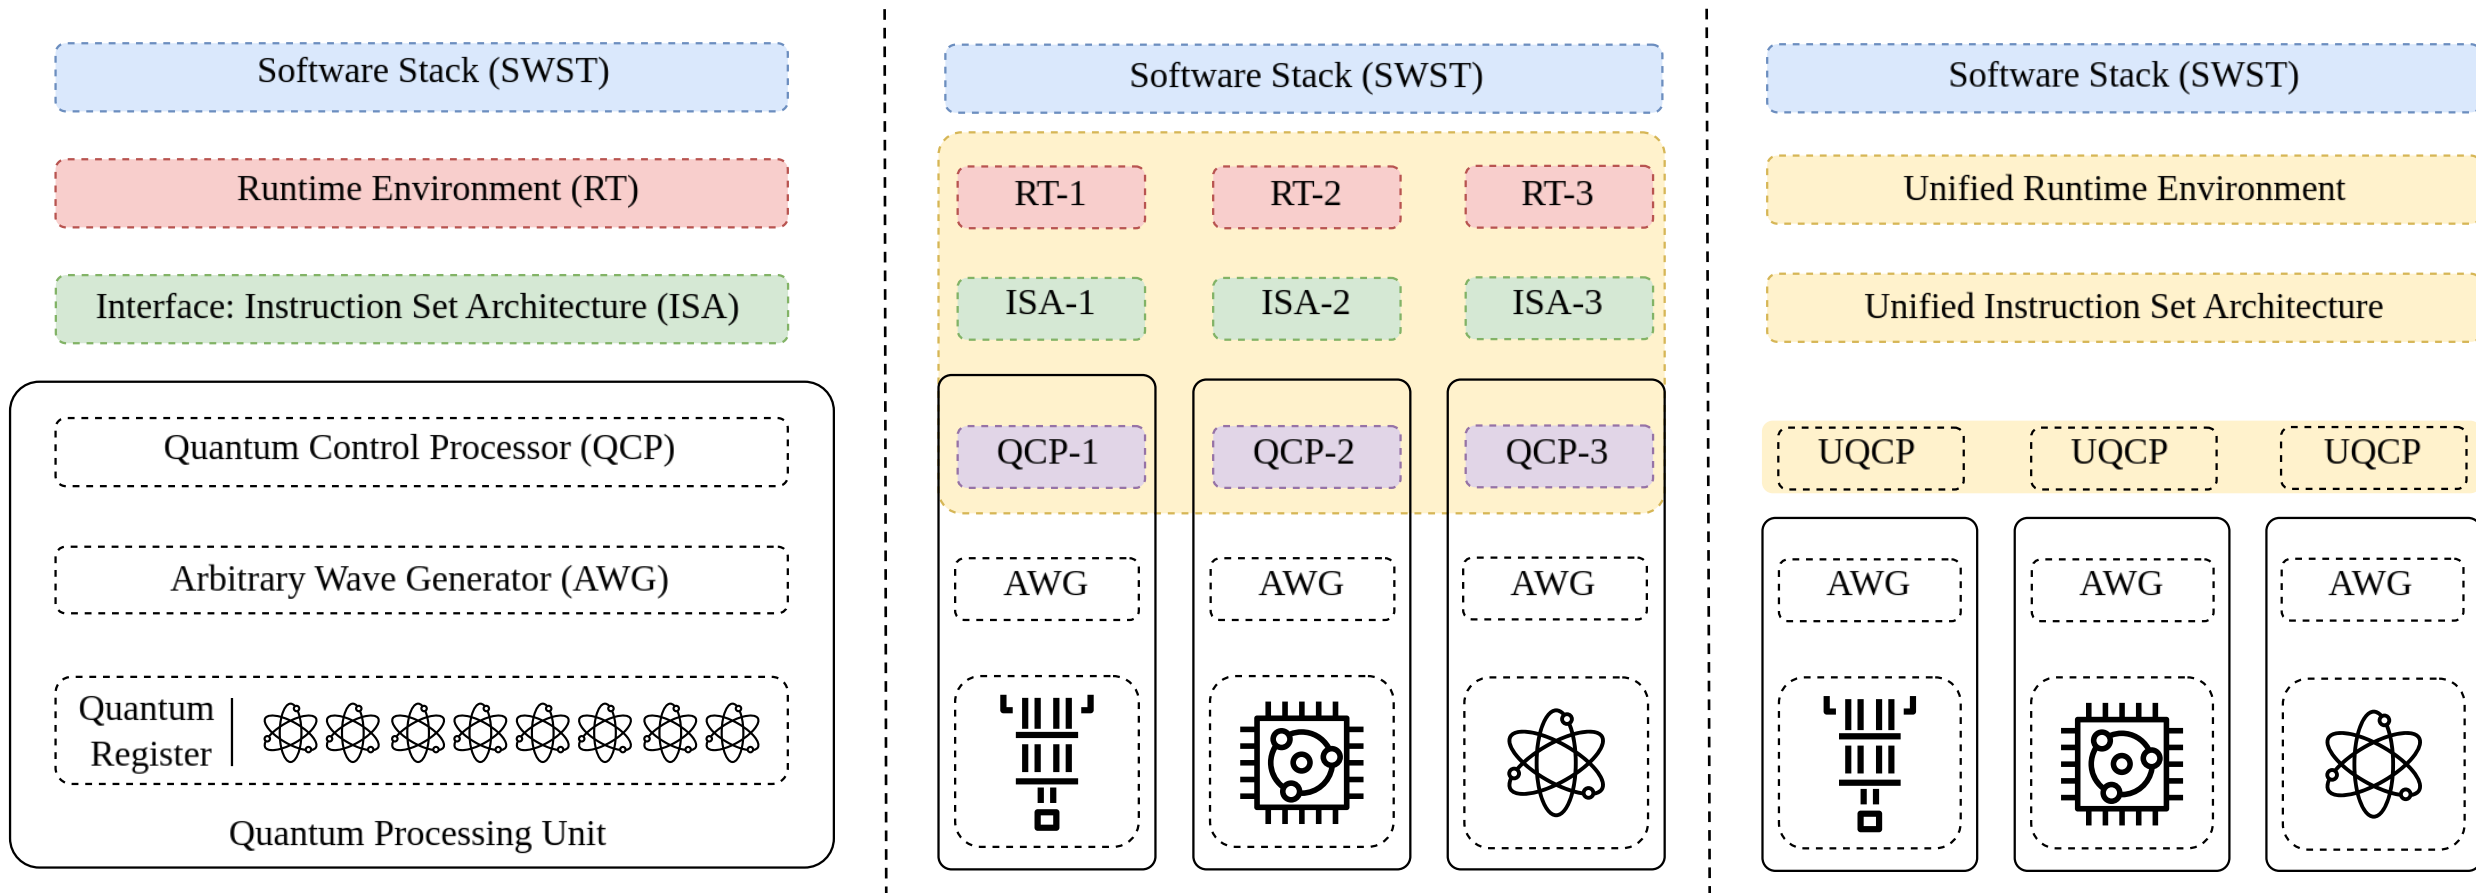 Software Stack (SWST)
Runtime Environment (RT)
Interface: Instruction Set Architecture (ISA)
Quantum Control Processor (QCP)
Arbitrary Wave Generator (AWG)
Quantum
Register
Quantum Processing Unit
Software Stack (SWST)
RT-1
RT-2
RT-3
ISA-1
ISA-2
ISA-3
QCP-1
QCP-2
QCP-3
AWG
AWG
AWG
Software Stack (SWST)
Unified Runtime Environment
Unified Instruction Set Architecture
UQCP
UQCP
UQCP
AWG
AWG
AWG